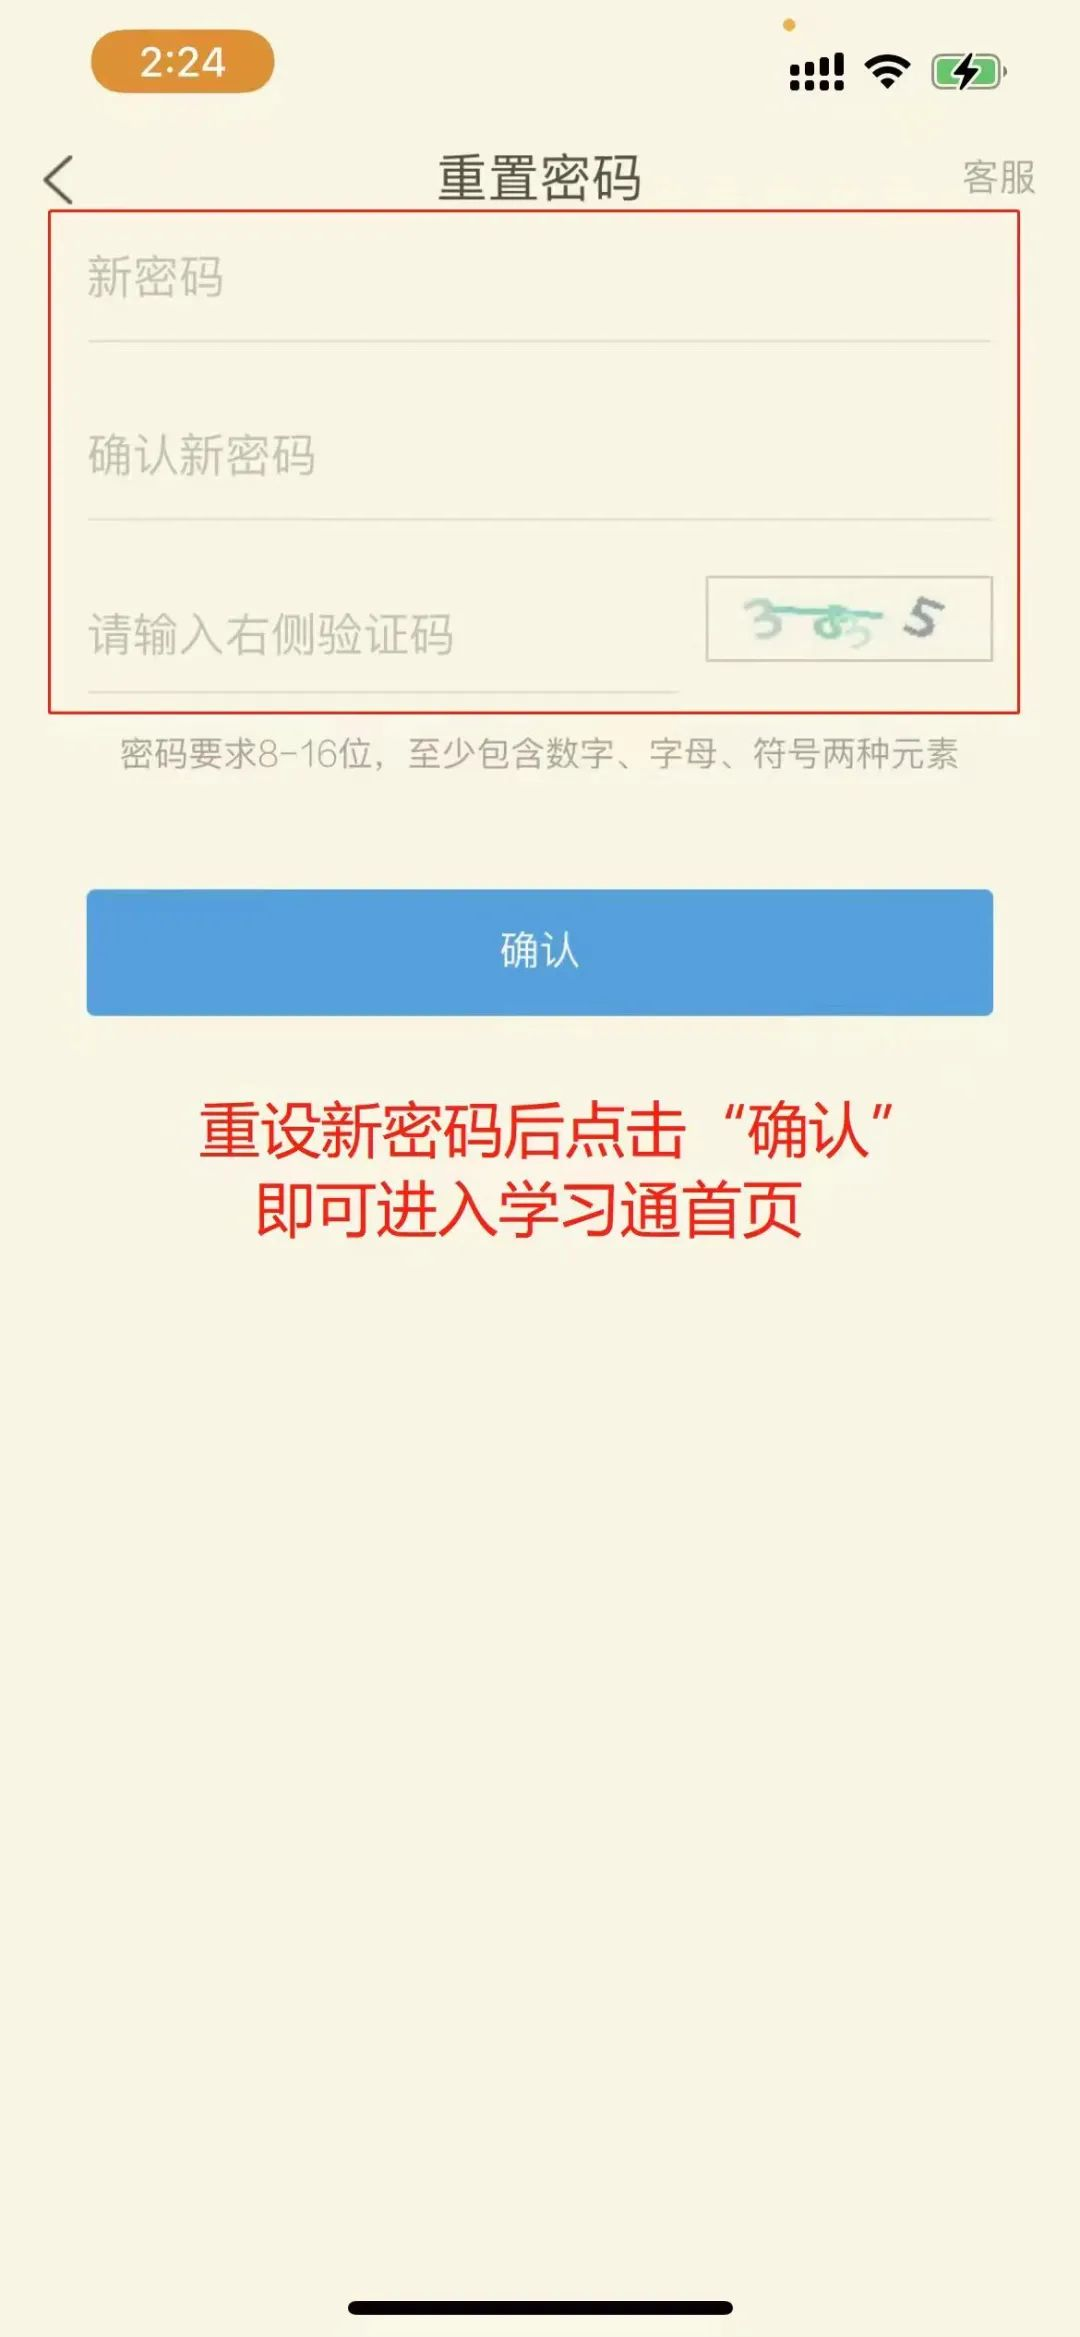 2:24
重置密码
客服
新密码
确认新密码
请输入右侧验证码
3855
密码要求8-16位，至少包含数字、字母、符号两种元素
确认
重设新密码后点击“确认”
即可进入学习通首页